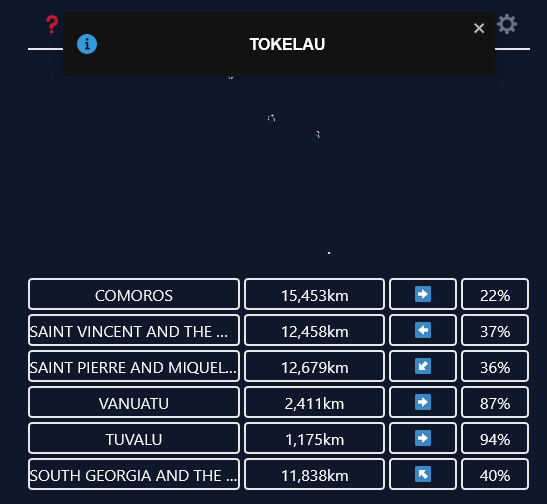 ?
TOKELAU
COMOROS 15,453km 22%
SAINT VINCENT AND THE ... 12,458km 37%
SAINT PIERRE AND MIQUEL... 12,679km 36%
VANUATU 2,411km 87%
TUVALU 1,175km 94%
SOUTH GEORGIA AND THE ... 11,838km 40%